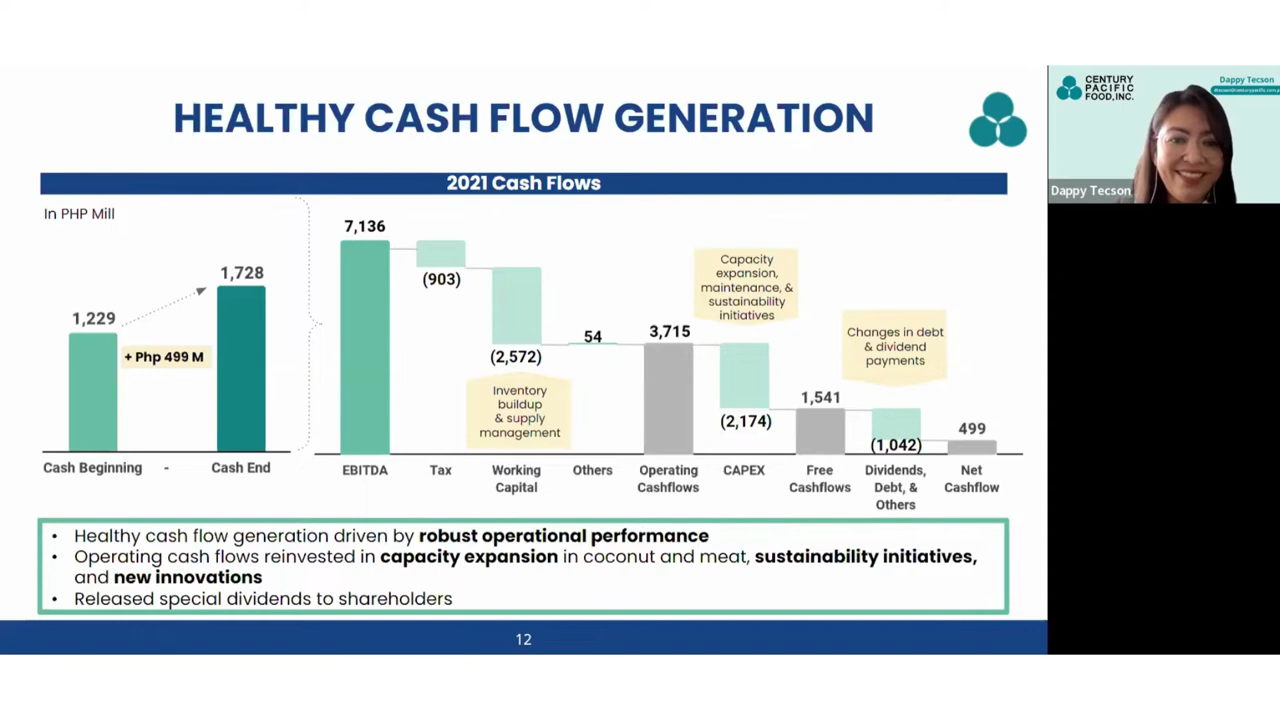 HEALTHY CASH FLOW GENERATION
2021 Cash Flows
In PHP Mill
1,229
1,728
+ Php 499 M
Cash Beginning
-
Cash End
7,136
(903)
(2,572)
54
3,715
(2,174)
1,541
(1,042)
499
Inventory
buildup
& supply
management
Capacity
expansion,
maintenance, &
sustainability
initiatives
Changes in debt
& dividend
payments
EBITDA
Tax
Working
Capital
Others
Operating
Cashflows
CAPEX
Free
Cashflows
Dividends,
Debt, &
Others
Net
Cashflow
• Healthy cash flow generation driven by robust operational performance
• Operating cash flows reinvested in capacity expansion in coconut and meat, sustainability initiatives,
and new innovations
• Released special dividends to shareholders
12
CENTURY
PACIFIC
FOOD, INC.
Dappy Tecson
Dappy Tecson